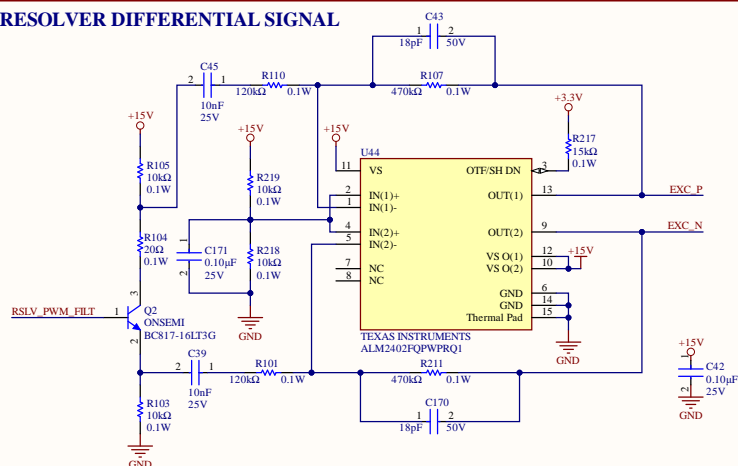 RESOLVER DIFFERENTIAL SIGNAL
C43
1 2
18pF 50V
C45
2 1
10nF
25V
R110
120kΩ 0.1W
R107
470kΩ 0.1W
+15V
+15V
+15V
+3.3V
R217
15kΩ
0.1W
R105
10kΩ
0.1W
R219
10kΩ
0.1W
U44
11 VS
OTF/SH DN 3
2 IN(1)+
1 IN(1)-
OUT(1) 13
EXC_P
4 IN(2)+
5 IN(2)-
OUT(2) 9
EXC_N
R104
20Ω
0.1W
1
C171
0.10µF
2
25V
R218
10kΩ
0.1W
7 NC
8 NC
VS O(1) 12
VS O(2) 10
+15V
GND 6
GND 14
Thermal Pad 15
GND
GND
3
RSLV_PWM_FILT 1
Q2
ONSEMI
BC817-16LT3G
2
TEXAS INSTRUMENTS
ALM2402FQPWPRQ1
C39
2 1
10nF
25V
R101
120kΩ 0.1W
R211
470kΩ 0.1W
C170
1 2
18pF 50V
R103
10kΩ
0.1W
GND
+15V
1
C42
0.10µF
2
25V
GND